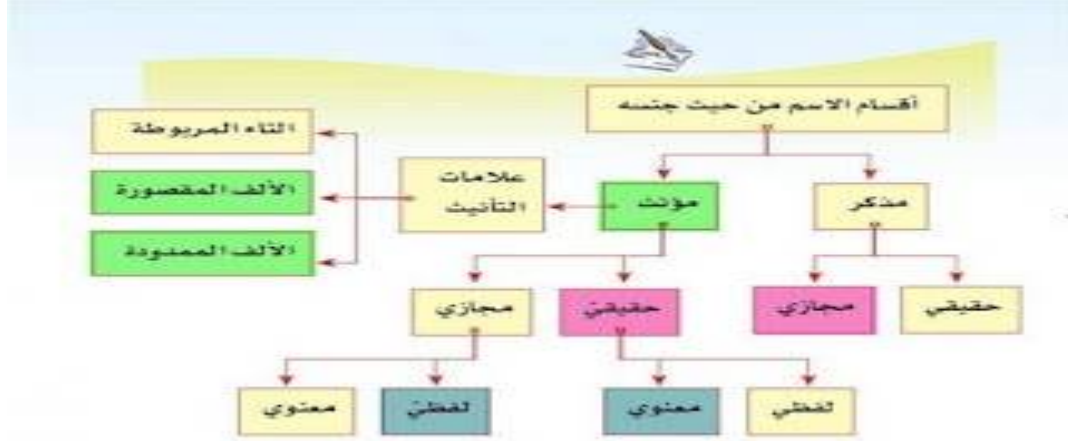 أقسام الاسم من حيث جنسه
مذكر
مؤنث
علامات
التأنيث
التاء المربوطة
الألف المقصورة
الألف الممدودة
حقيقي
مجازي
حقيقيّ
مجازي
لفظي
معنوي
لفظيّ
معنوي